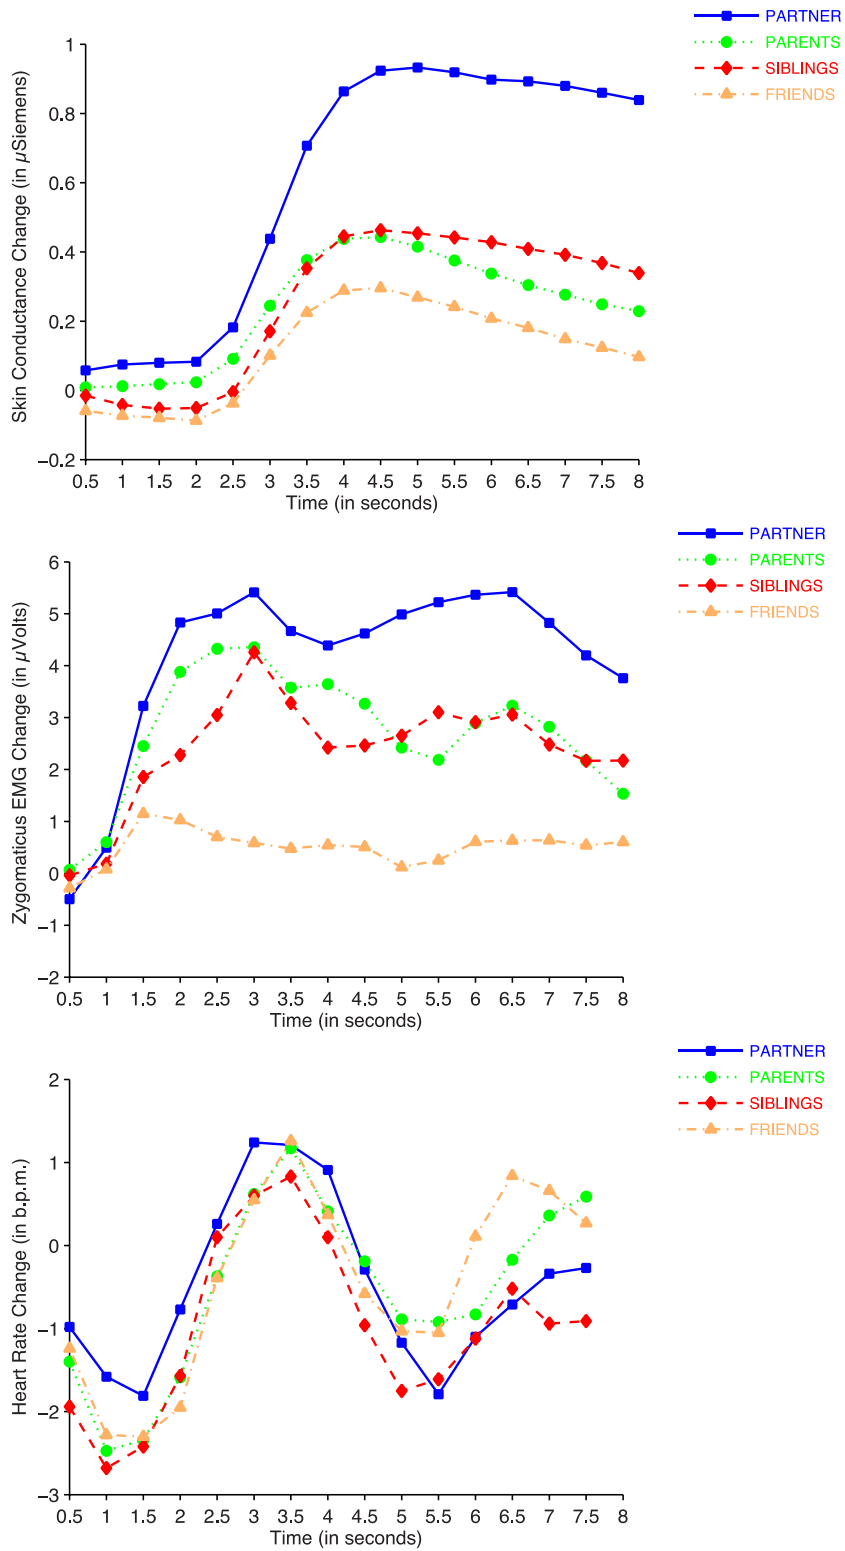 PARTNER
PARENTS
SIBLINGS
FRIENDS
Skin Conductance Change (in μSiemens)
1
0.8
0.6
0.4
0.2
0
−0.2
0.5 1 1.5 2 2.5 3 3.5 4 4.5 5 5.5 6 6.5 7 7.5 8
Time (in seconds)
PARTNER
PARENTS
SIBLINGS
FRIENDS
Zygomaticus EMG Change (in μVolts)
6
5
4
3
2
1
0
−1
−2
0.5 1 1.5 2 2.5 3 3.5 4 4.5 5 5.5 6 6.5 7 7.5 8
Time (in seconds)
PARTNER
PARENTS
SIBLINGS
FRIENDS
Heart Rate Change (in b.p.m.)
2
1
0
−1
−2
−3
0.5 1 1.5 2 2.5 3 3.5 4 4.5 5 5.5 6 6.5 7 7.5 8
Time (in seconds)